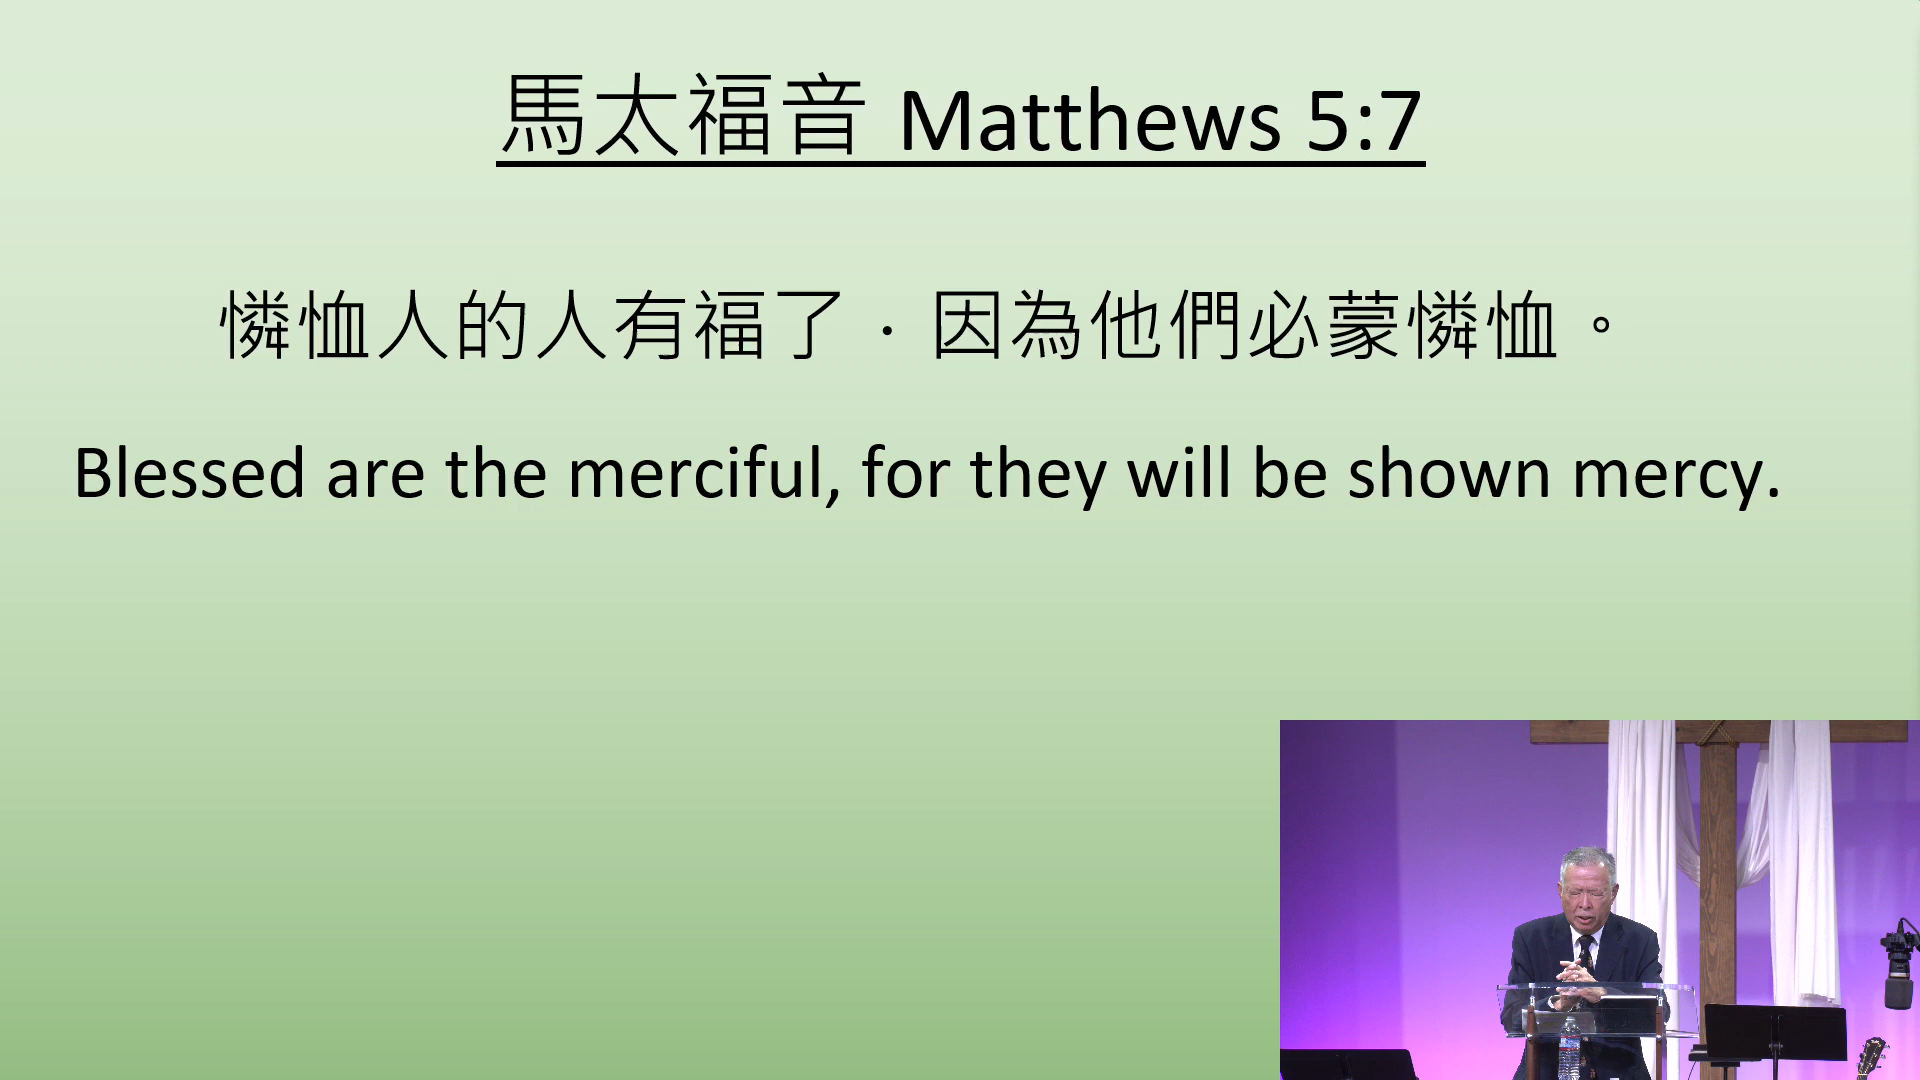 馬太福音 Matthews 5:7
憐恤人的人有福了．因為他們必蒙憐恤。
Blessed are the merciful, for they will be shown mercy.